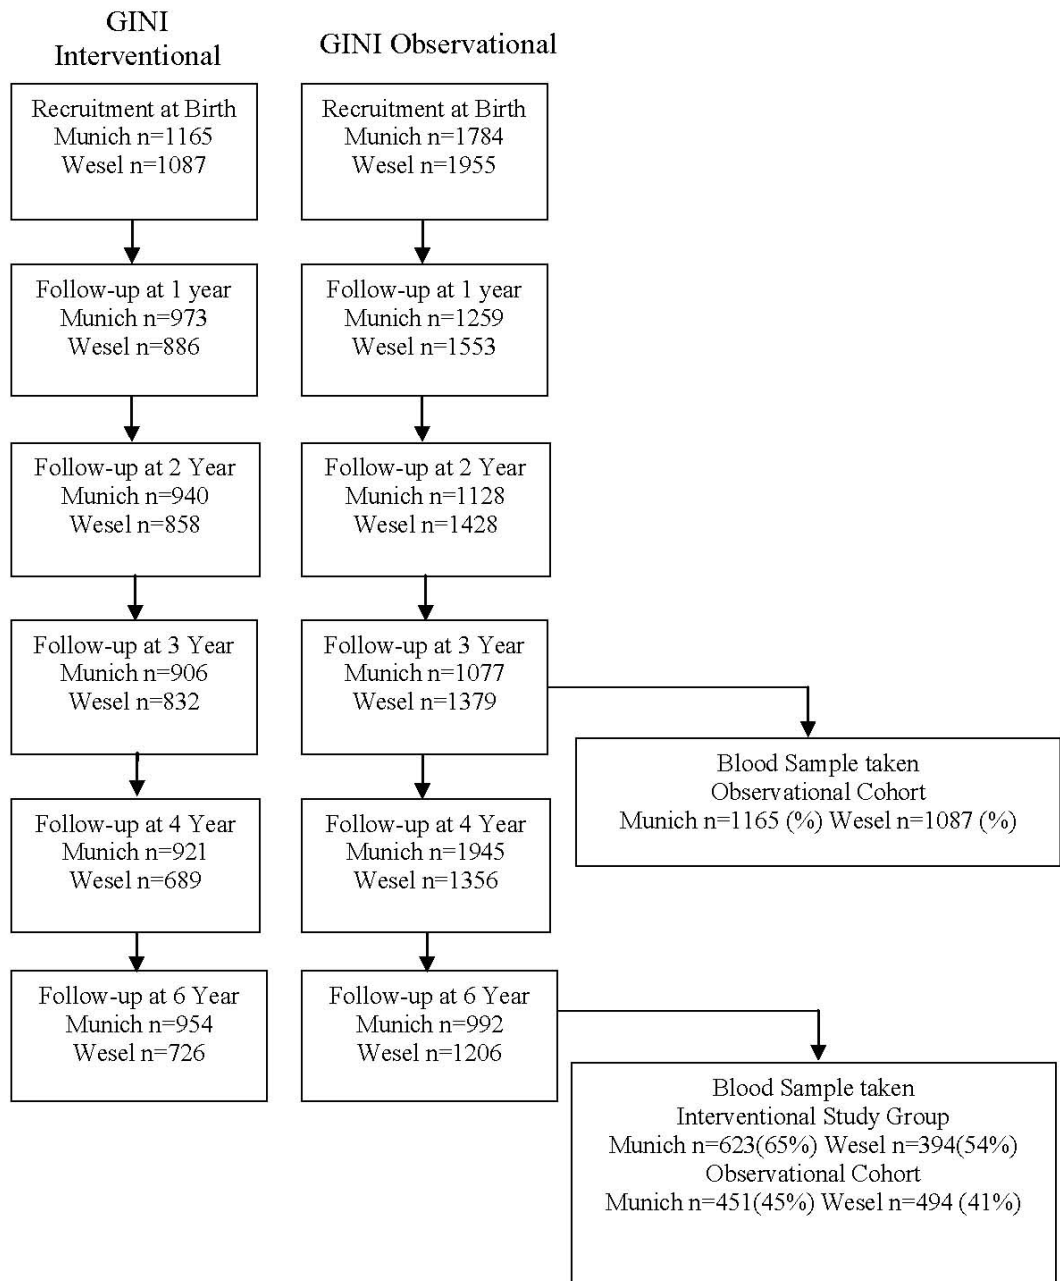 GINI
Interventional
GINI Observational
Recruitment at Birth
Munich n=1165
Wesel n=1087
Recruitment at Birth
Munich n=1784
Wesel n=1955
Follow-up at 1 year
Munich n=973
Wesel n=886
Follow-up at 1 year
Munich n=1259
Wesel n=1553
Follow-up at 2 Year
Munich n=940
Wesel n=858
Follow-up at 2 Year
Munich n=1128
Wesel n=1428
Follow-up at 3 Year
Munich n=906
Wesel n=832
Follow-up at 3 Year
Munich n=1077
Wesel n=1379
Blood Sample taken
Observational Cohort
Munich n=1165 (%) Wesel n=1087 (%)
Follow-up at 4 Year
Munich n=921
Wesel n=689
Follow-up at 4 Year
Munich n=1945
Wesel n=1356
Follow-up at 6 Year
Munich n=954
Wesel n=726
Follow-up at 6 Year
Munich n=992
Wesel n=1206
Blood Sample taken
Interventional Study Group
Munich n=623(65%) Wesel n=394(54%)
Observational Cohort
Munich n=451(45%) Wesel n=494 (41%)